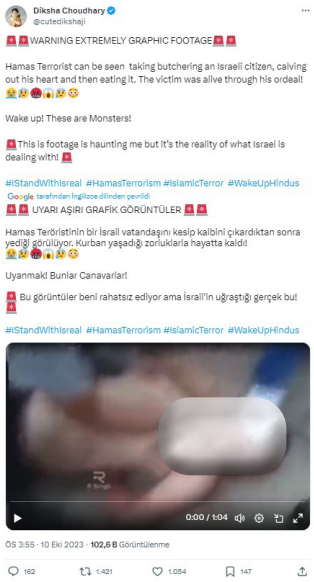 Diksha Choudhary
@cutedikshaji
🚨🚨WARNING EXTREMELY GRAPHIC FOOTAGE🚨🚨
Hamas Terrorist can be seen taking butchering an Israeli citizen, calving
out his heart and then eating it. The victim was alive through his ordeal!
😭😢🤬😱😢😳
Wake up! These are Monsters!
🚨This is footage is haunting me but it's the reality of what Israel is
dealing with! 🚨
#IStandWithIsreal #HamasTerrorism #IslamicTerror #WakeUpHindus
Google tarafından İngilizce dilinden çevrildi
🚨🚨 UYARI AŞIRI GRAFİK GÖRÜNTÜLER 🚨🚨
Hamas Teröristinin bir İsrail vatandaşını kesip kalbini çıkardıktan sonra
yediği görülüyor. Kurban yaşadığı zorluklarla hayatta kaldı!
😭😢🤬😱😢😳
Uyanmak! Bunlar Canavarlar!
🚨 Bu görüntüler beni rahatsız ediyor ama İsrail'in uğraştığı gerçek bu!
🚨
#IStandWithIsreal #HamasTerrorism #IslamicTerror #WakeUpHindus
0:00 / 1:04
ÖS 3:55 · 10 Eki 2023 · 102,6 B Görüntülenme
162 1.421 1.054 147